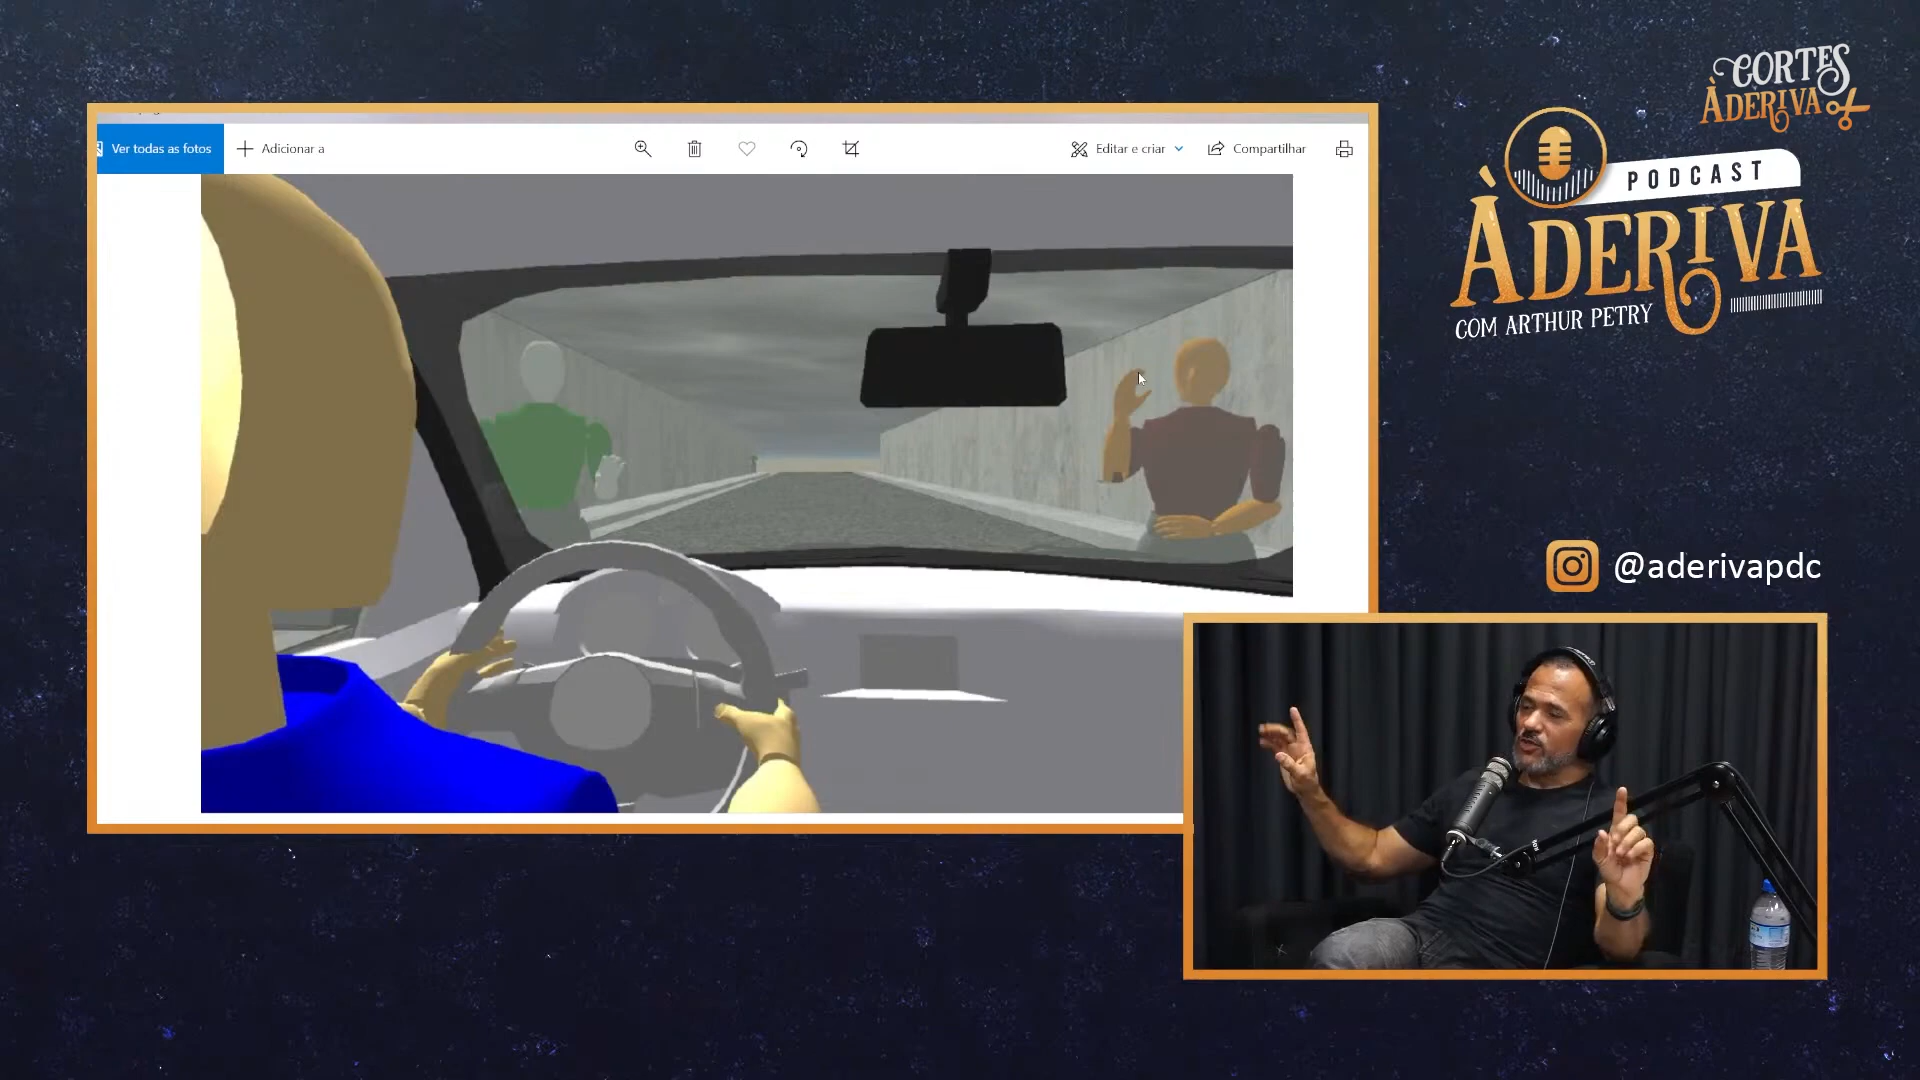 CORTES
ÀDERIVA
Ver todas as fotos
Adicionar a
Editar e criar
Compartilhar
PODCAST
ÀDERIVA
COM ARTHUR PETRY
@aderivapdc